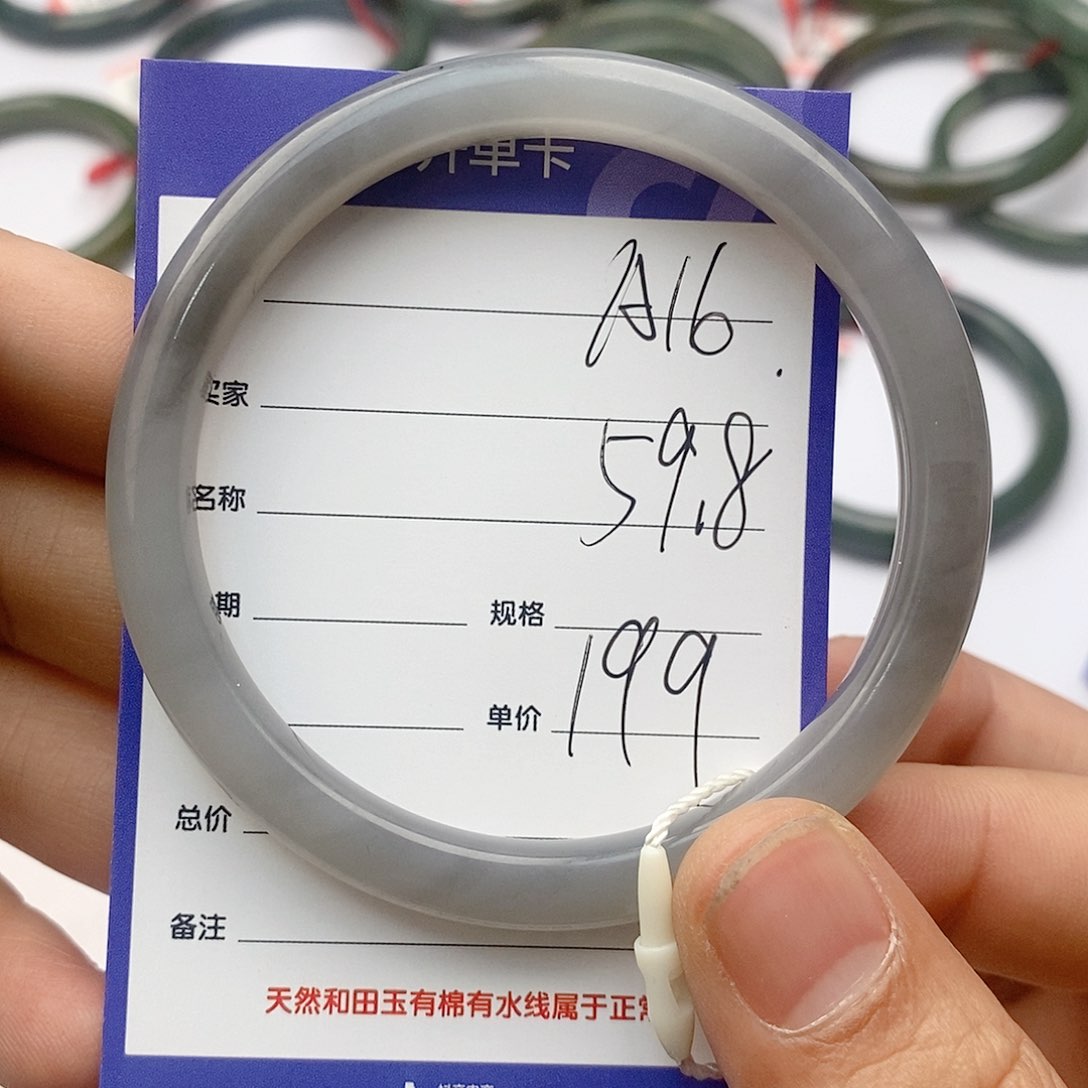 开单卡
A16.
卖家
59.8
名称
期 规格
199
单价
总价
备注
天然和田玉有棉有水线属于正常